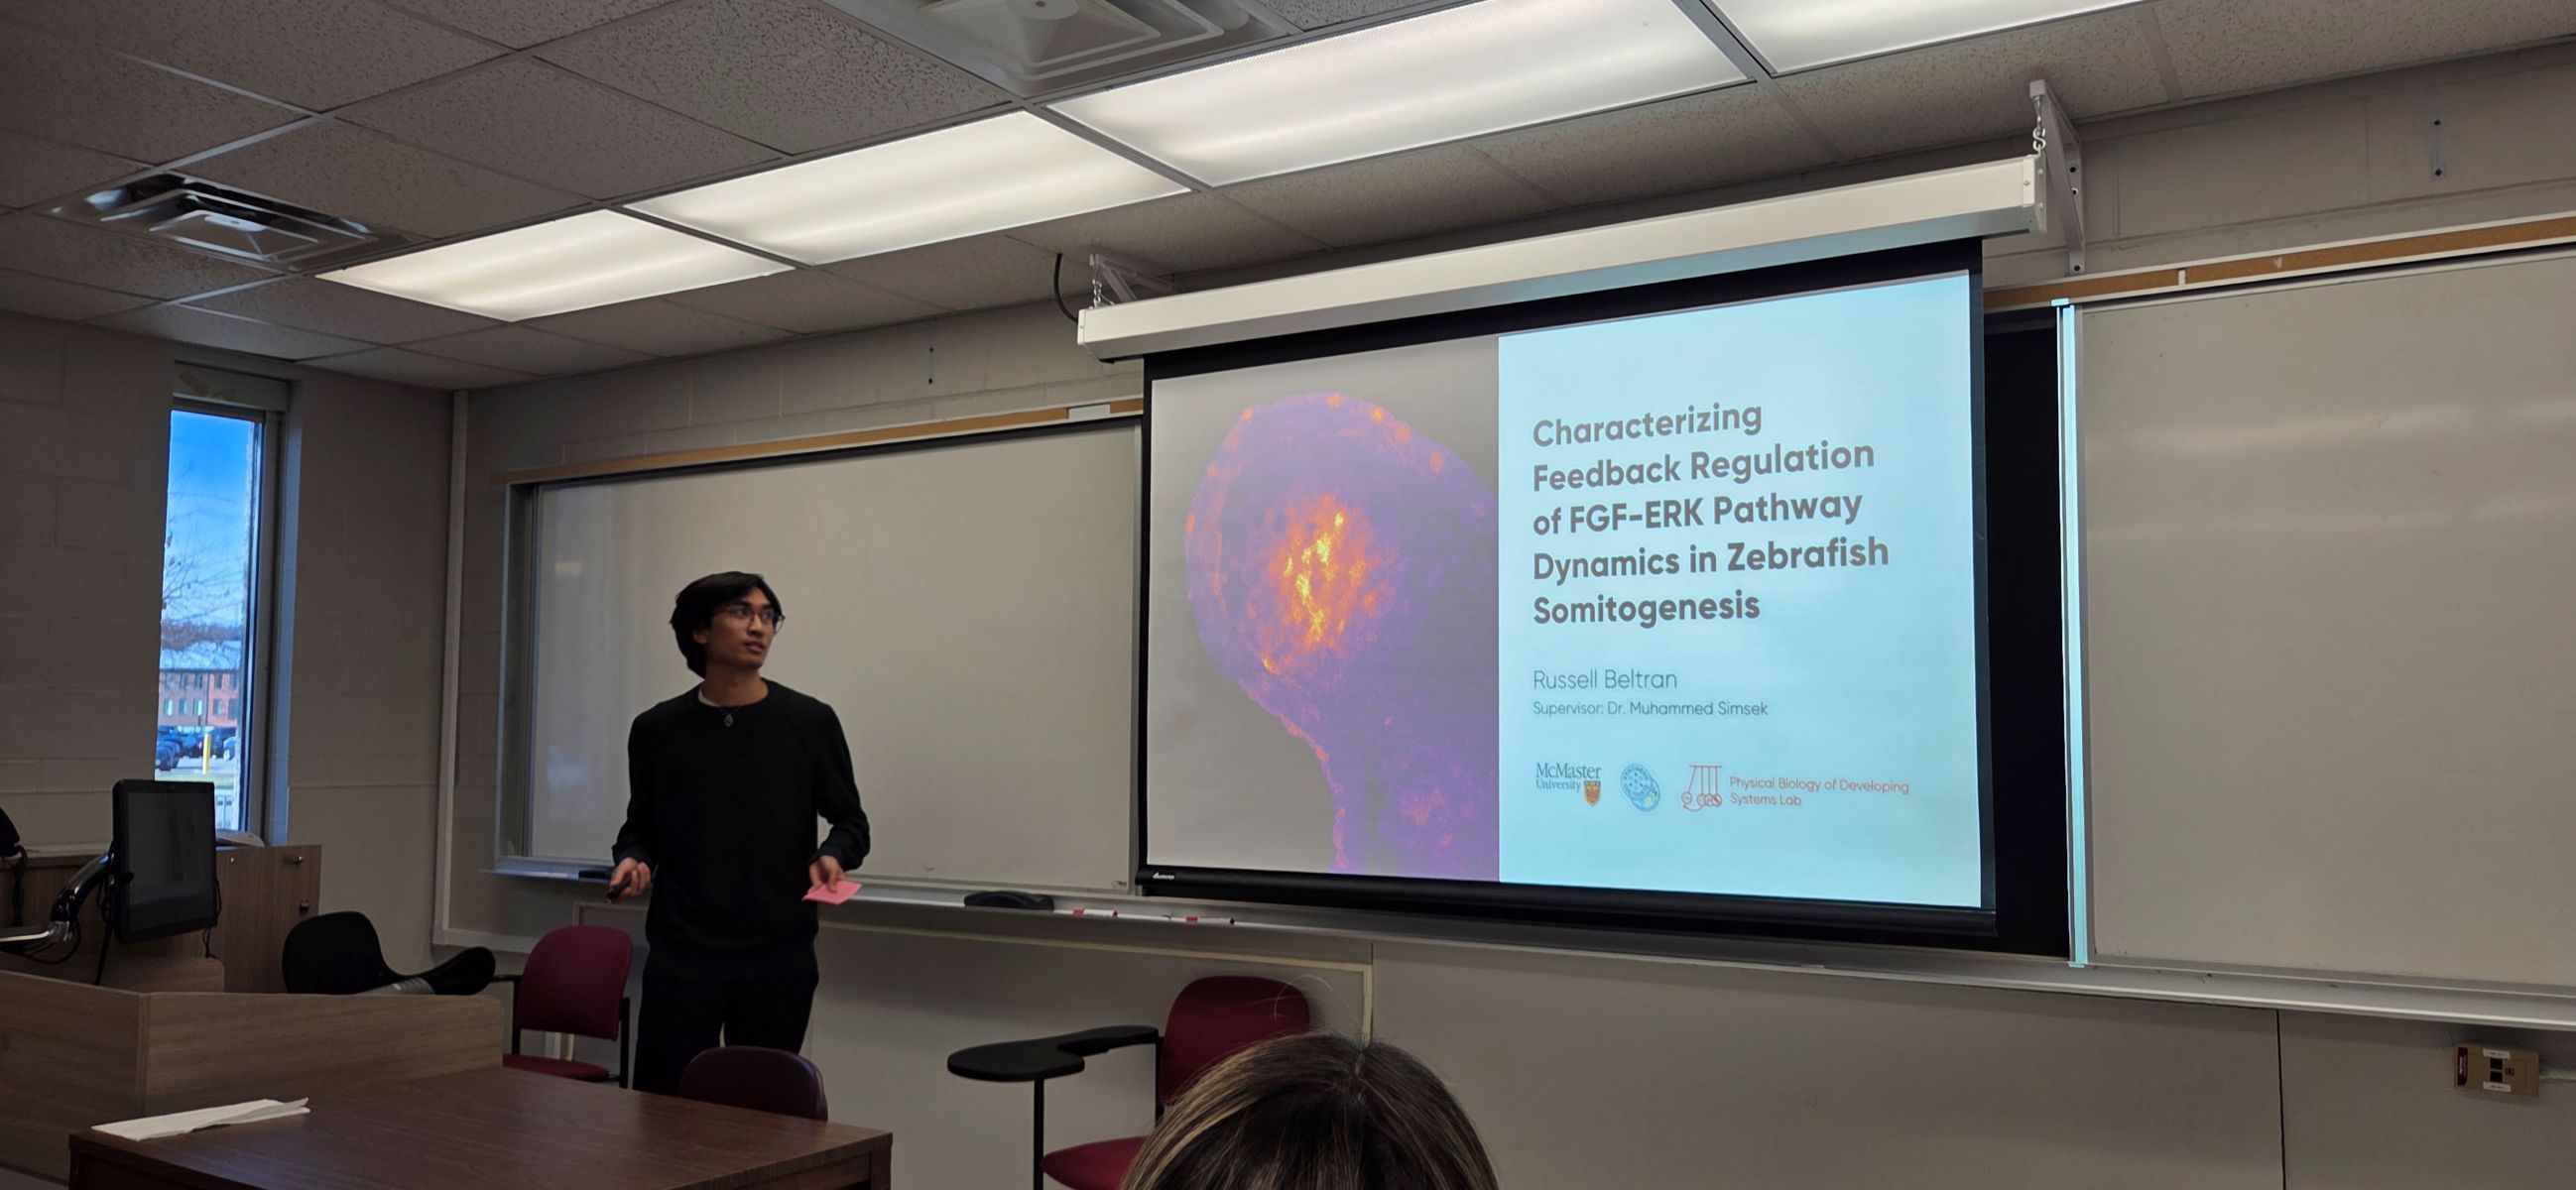 Characterizing
Feedback Regulation
of FGF-ERK Pathway
Dynamics in Zebrafish
Somitogenesis
Russell Beltran
Supervisor: Dr. Muhammed Simsek
McMaster
University
Physical Biology of Developing
Systems Lab